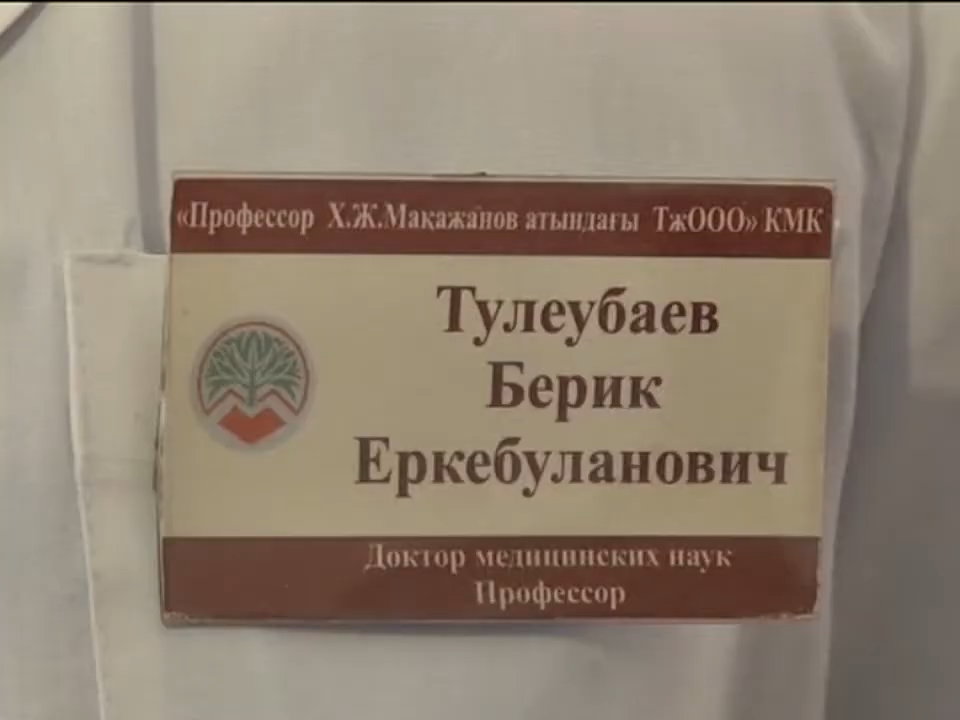 «Профессор Х.Ж.Мақажанов атындағы ТжООО» КМК
Тулеубаев
Берик
Еркебуланович
Доктор медицинских наук
Профессор